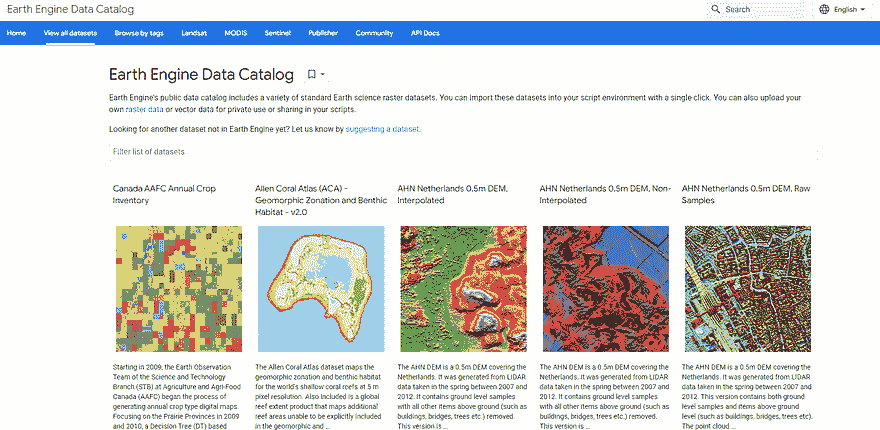 Earth Engine Data Catalog
Search
English
Home View all datasets Browse by tags Landsat MODIS Sentinel Publisher Community API Docs
Earth Engine Data Catalog
Earth Engine's public data catalog includes a variety of standard Earth science raster datasets. You can import these datasets into your script environment with a single click. You can also upload your
own raster data or vector data for private use or sharing in your scripts.
Looking for another dataset not in Earth Engine yet? Let us know by suggesting a dataset.
Filter list of datasets
Canada AAFC Annual Crop
Inventory
Allen Coral Atlas (ACA) -
Geomorphic Zonation and Benthic
Habitat - v2.0
AHN Netherlands 0.5m DEM,
Interpolated
AHN Netherlands 0.5m DEM, Non-
Interpolated
AHN Netherlands 0.5m DEM, Raw
Samples
Starting in 2009, the Earth Observation
Team of the Science and Technology
Branch (STB) at Agriculture and Agri-Food
Canada (AAFC) began the process of
generating annual crop type digital maps.
Focusing on the Prairie Provinces in 2009
and 2010, a Decision Tree (DT) based
The Allen Coral Atlas dataset maps the
geomorphic zonation and benthic habitat
for the world's shallow coral reefs at 5 m
pixel resolution. Also included is a global
reef extent product that maps additional
reef areas unable to be explicitly included
in the geomorphic and ...
The AHN DEM is a 0.5m DEM covering the
Netherlands. It was generated from LIDAR
data taken in the spring between 2007 and
2012. It contains ground level samples
with all other items above ground (such as
buildings, bridges, trees etc.) removed.
This version is ...
The AHN DEM is a 0.5m DEM covering the
Netherlands. It was generated from LIDAR
data taken in the spring between 2007 and
2012. It contains ground level samples
with all other items above ground (such as
buildings, bridges, trees etc.) removed.
This version is ...
The AHN DEM is a 0.5m DEM covering the
Netherlands. It was generated from LIDAR
data taken in the spring between 2007 and
2012. This version contains both ground
level samples and items above ground
level (such as buildings, bridges, trees etc).
The point cloud ...